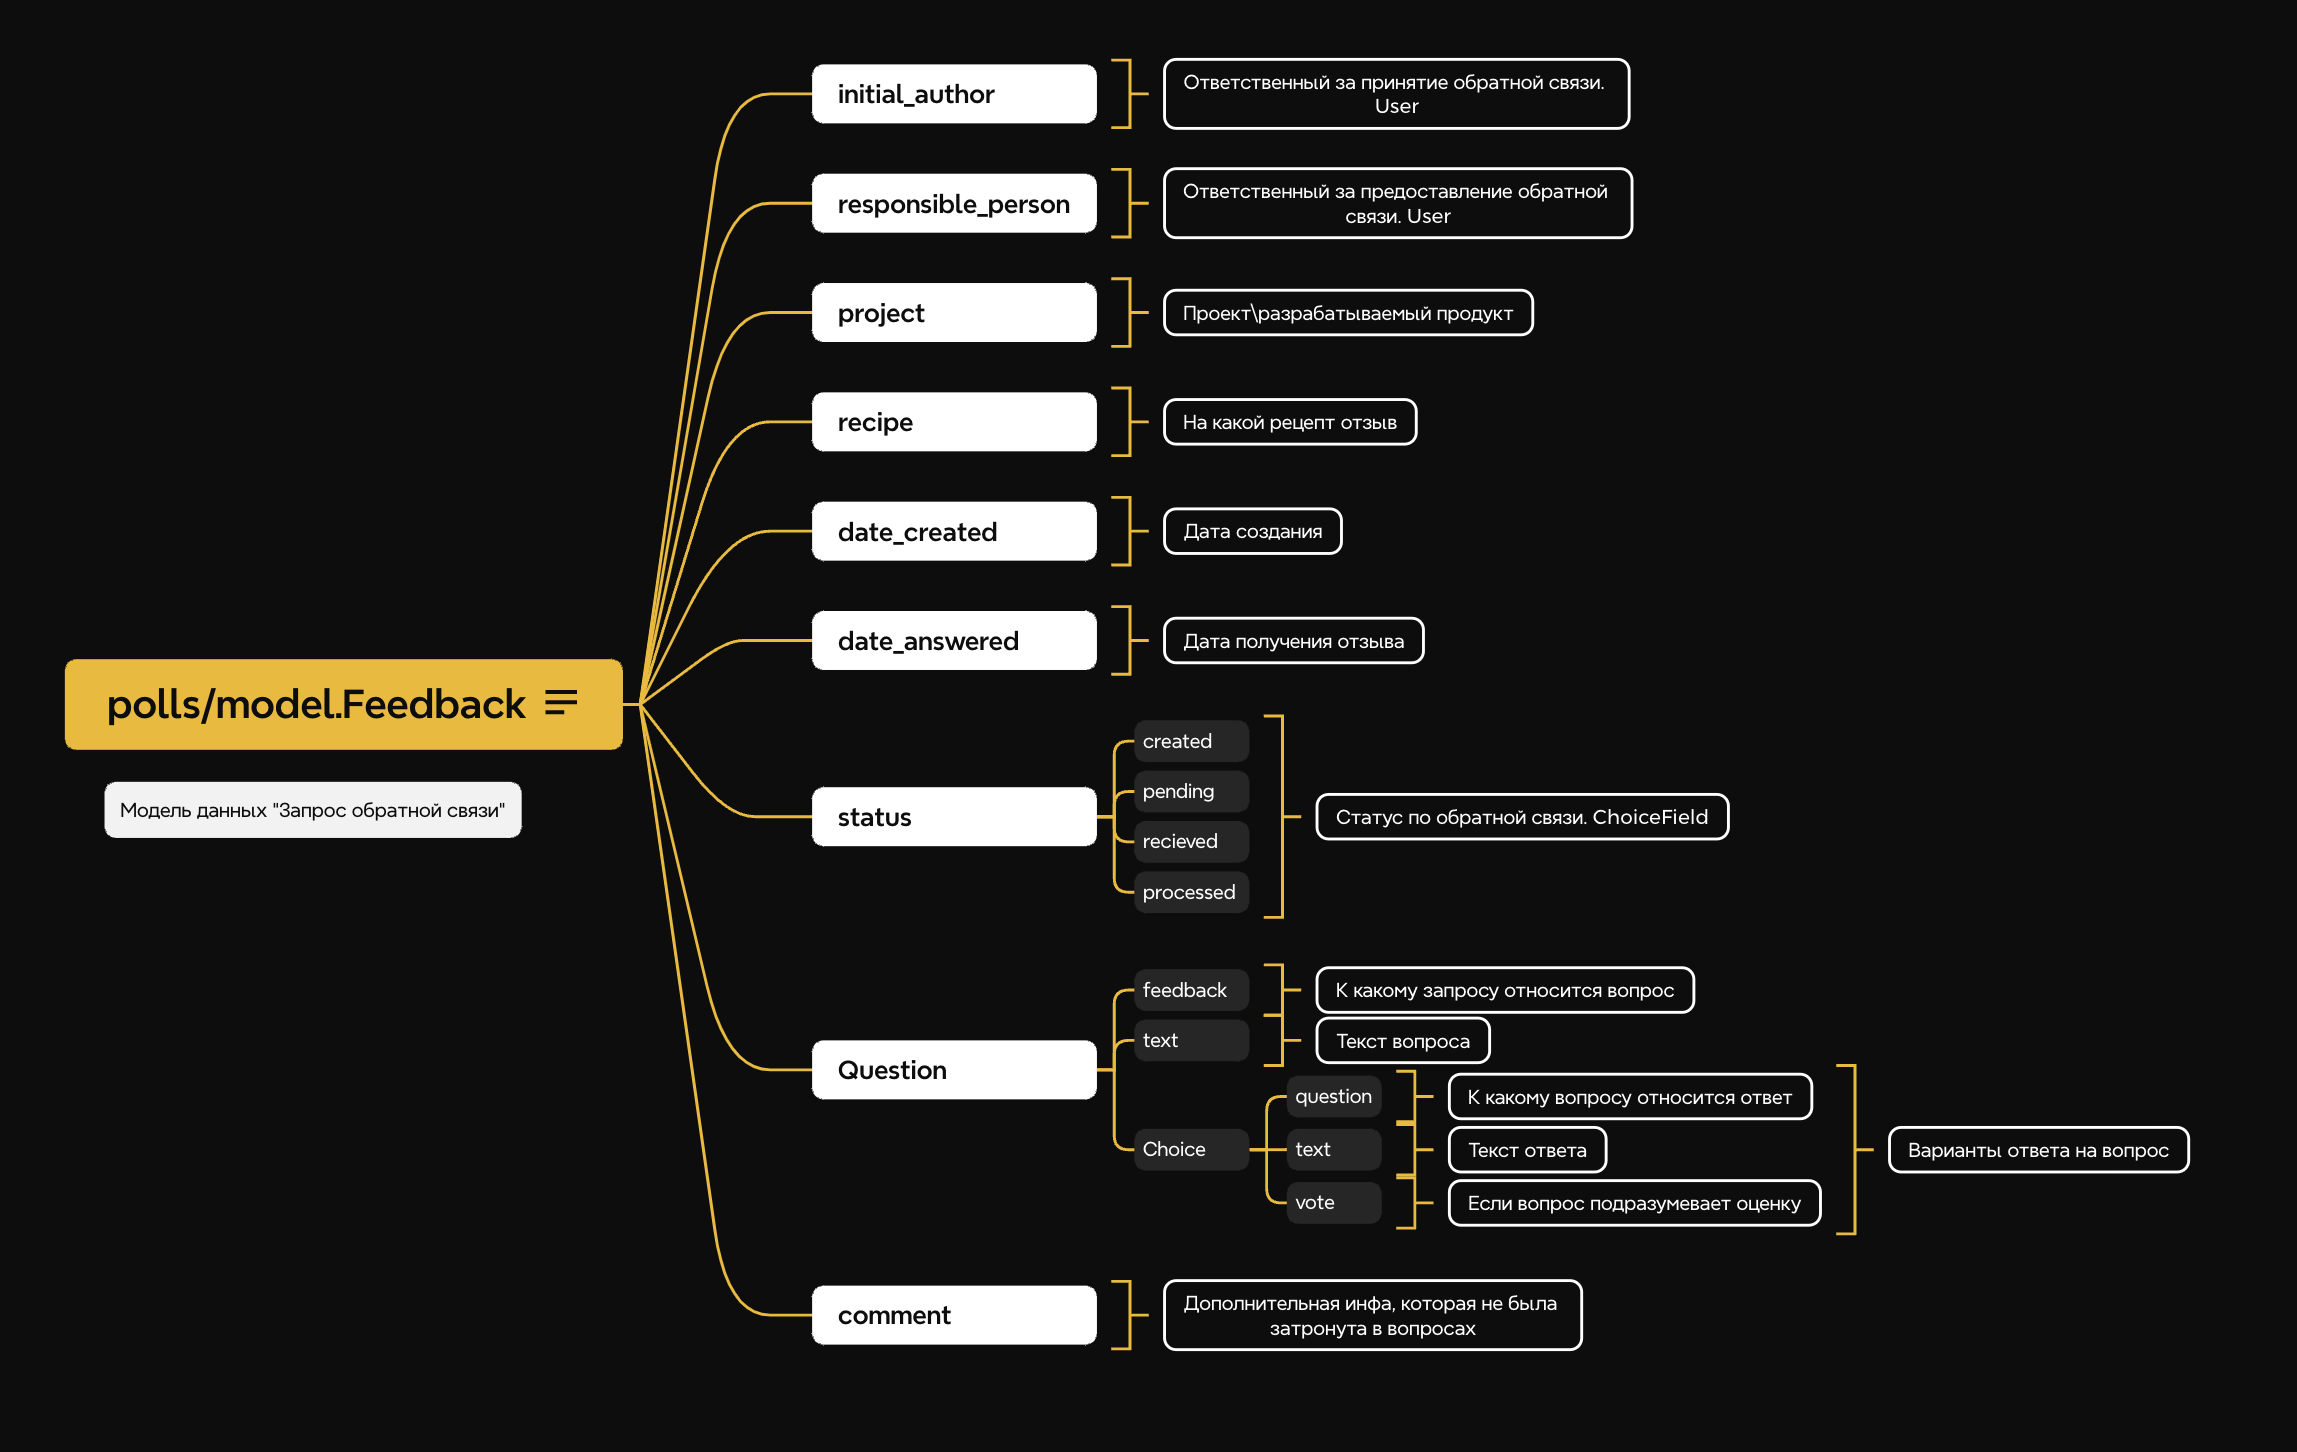 polls/model.Feedback
Модель данных "Запрос обратной связи"
initial_author
Ответственный за принятие обратной связи.
User
responsible_person
Ответственный за предоставление обратной
связи. User
project
Проект\разрабатываемый продукт
recipe
На какой рецепт отзыв
date_created
Дата создания
date_answered
Дата получения отзыва
status
created
pending
recieved
processed
Статус по обратной связи. ChoiceField
Question
feedback
К какому запросу относится вопрос
text
Текст вопроса
Choice
question
К какому вопросу относится ответ
text
Текст ответа
vote
Если вопрос подразумевает оценку
Варианты ответа на вопрос
comment
Дополнительная инфа, которая не была
затронута в вопросах